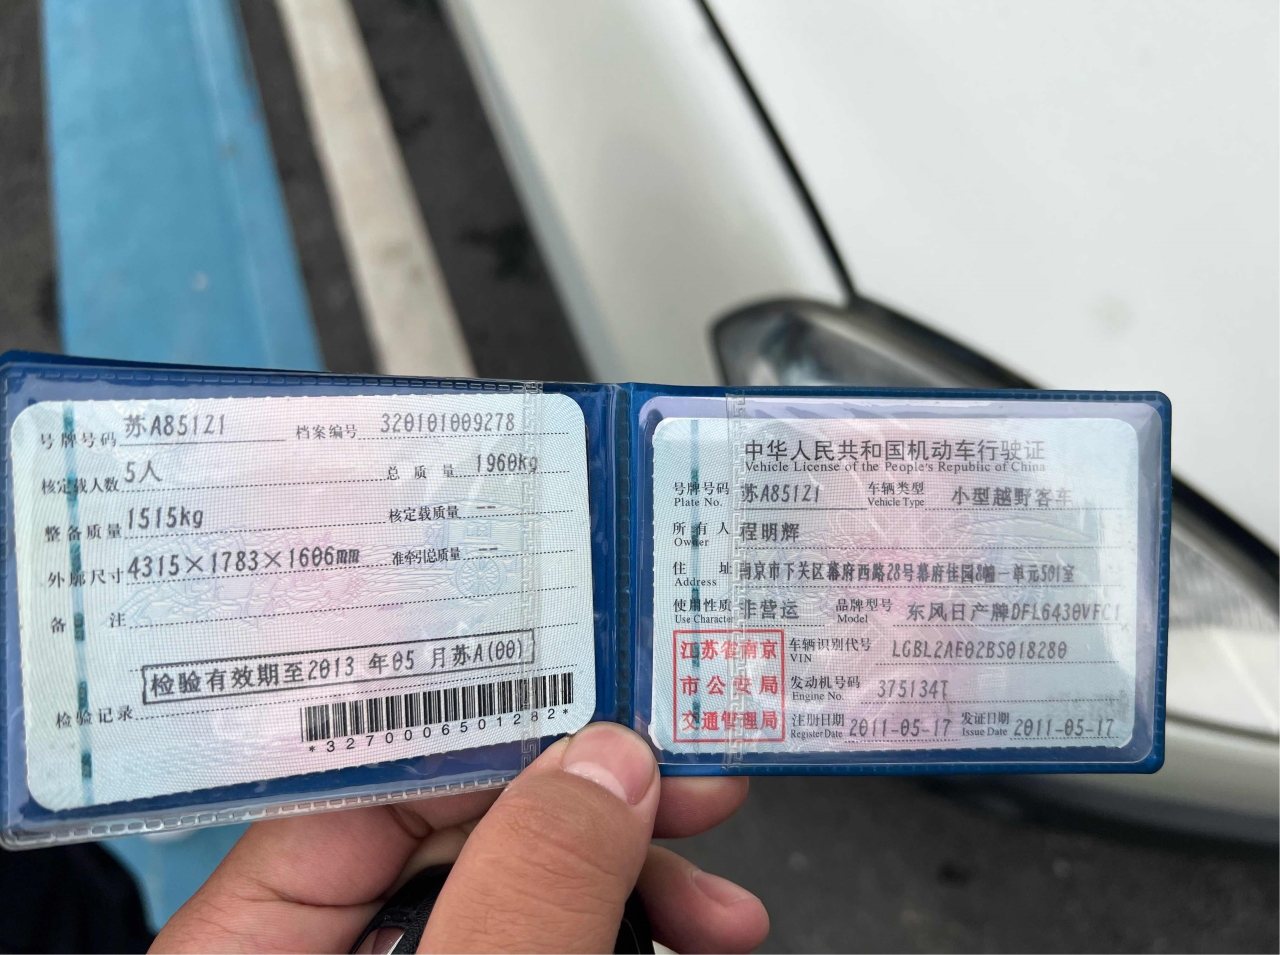 号牌号码 苏A851Z1 档案编号 320101009278
核定载人数 5人 总质量 1960kg
整备质量 1515kg 核定载质量 --
外廓尺寸 4315×1783×1606mm 准牵引总质量 --
备注
检验有效期至2013 年05 月苏A(00)
检验记录
*3270006501282*
中华人民共和国机动车行驶证
Vehicle License of the People's Republic of China
号牌号码 苏A851Z1 车辆类型 小型越野客车
Plate No. Vehicle Type
所有人 程明辉
Owner
住址 南京市下关区幕府西路28号幕府佳园8幢一单元501室
Address
使用性质 非营运 品牌型号 东风日产牌DFL6430VFC1
Use Character Model
江苏省南京
市公安局
交通管理局
车辆识别代号 LGBL2AE02BS018280
VIN
发动机号码 375134T
Engine No.
注册日期 2011-05-17 发证日期 2011-05-17
Register Date Issue Date